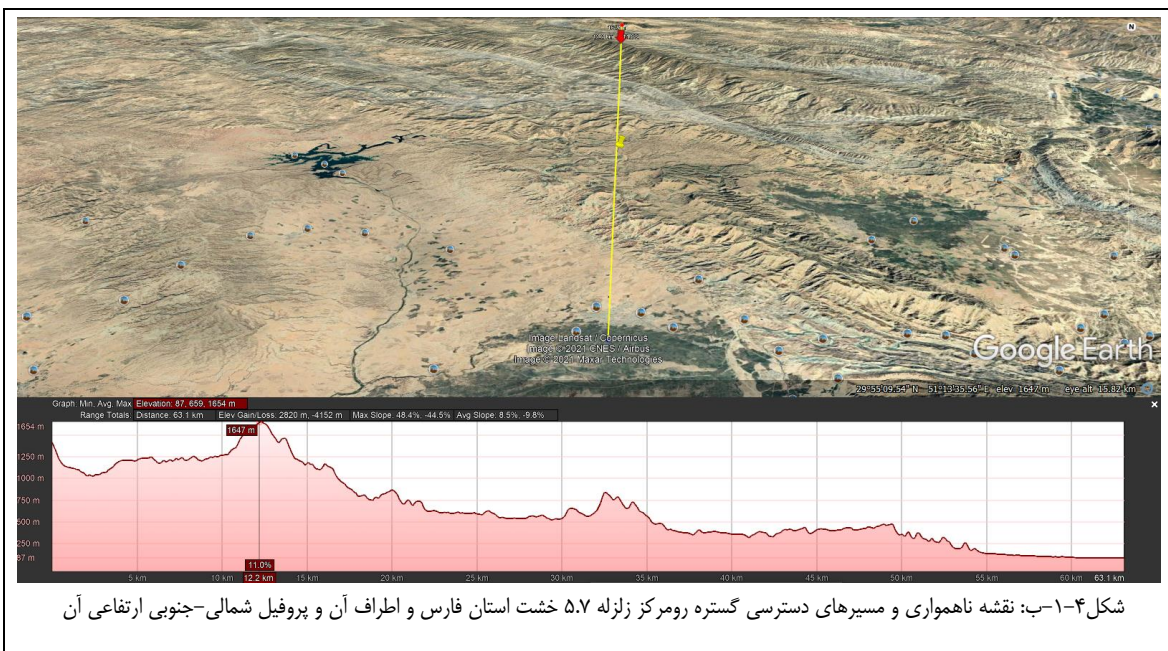 N
Image Landsat / Copernicus
Image © 2021 CNES / Airbus
Image © 2021 Maxar Technologies
Google Earth
29°55'09.54" N 51°13'35.56" E elev 1647 m eye alt 15.82 km
Graph: Min, Avg, Max Elevation: 87, 659, 1654 m
Range Totals: Distance: 63.1 km Elev Gain/Loss: 2820 m, -4152 m Max Slope: 48.4%, -44.5% Avg Slope: 8.5%, -9.8%
1654 m
1647 m
1250 m
1000 m
750 m
500 m
250 m
87 m
11.0%
5 km 10 km 12.2 km 15 km 20 km 25 km 30 km 35 km 40 km 45 km 50 km 55 km 60 km 63.1 km
شکل۴-۱-ب: نقشه ناهمواری و مسیرهای دسترسی گستره رومرکز زلزله ۵.۷ خشت استان فارس و اطراف آن و پروفیل شمالی-جنوبی ارتفاعی آن